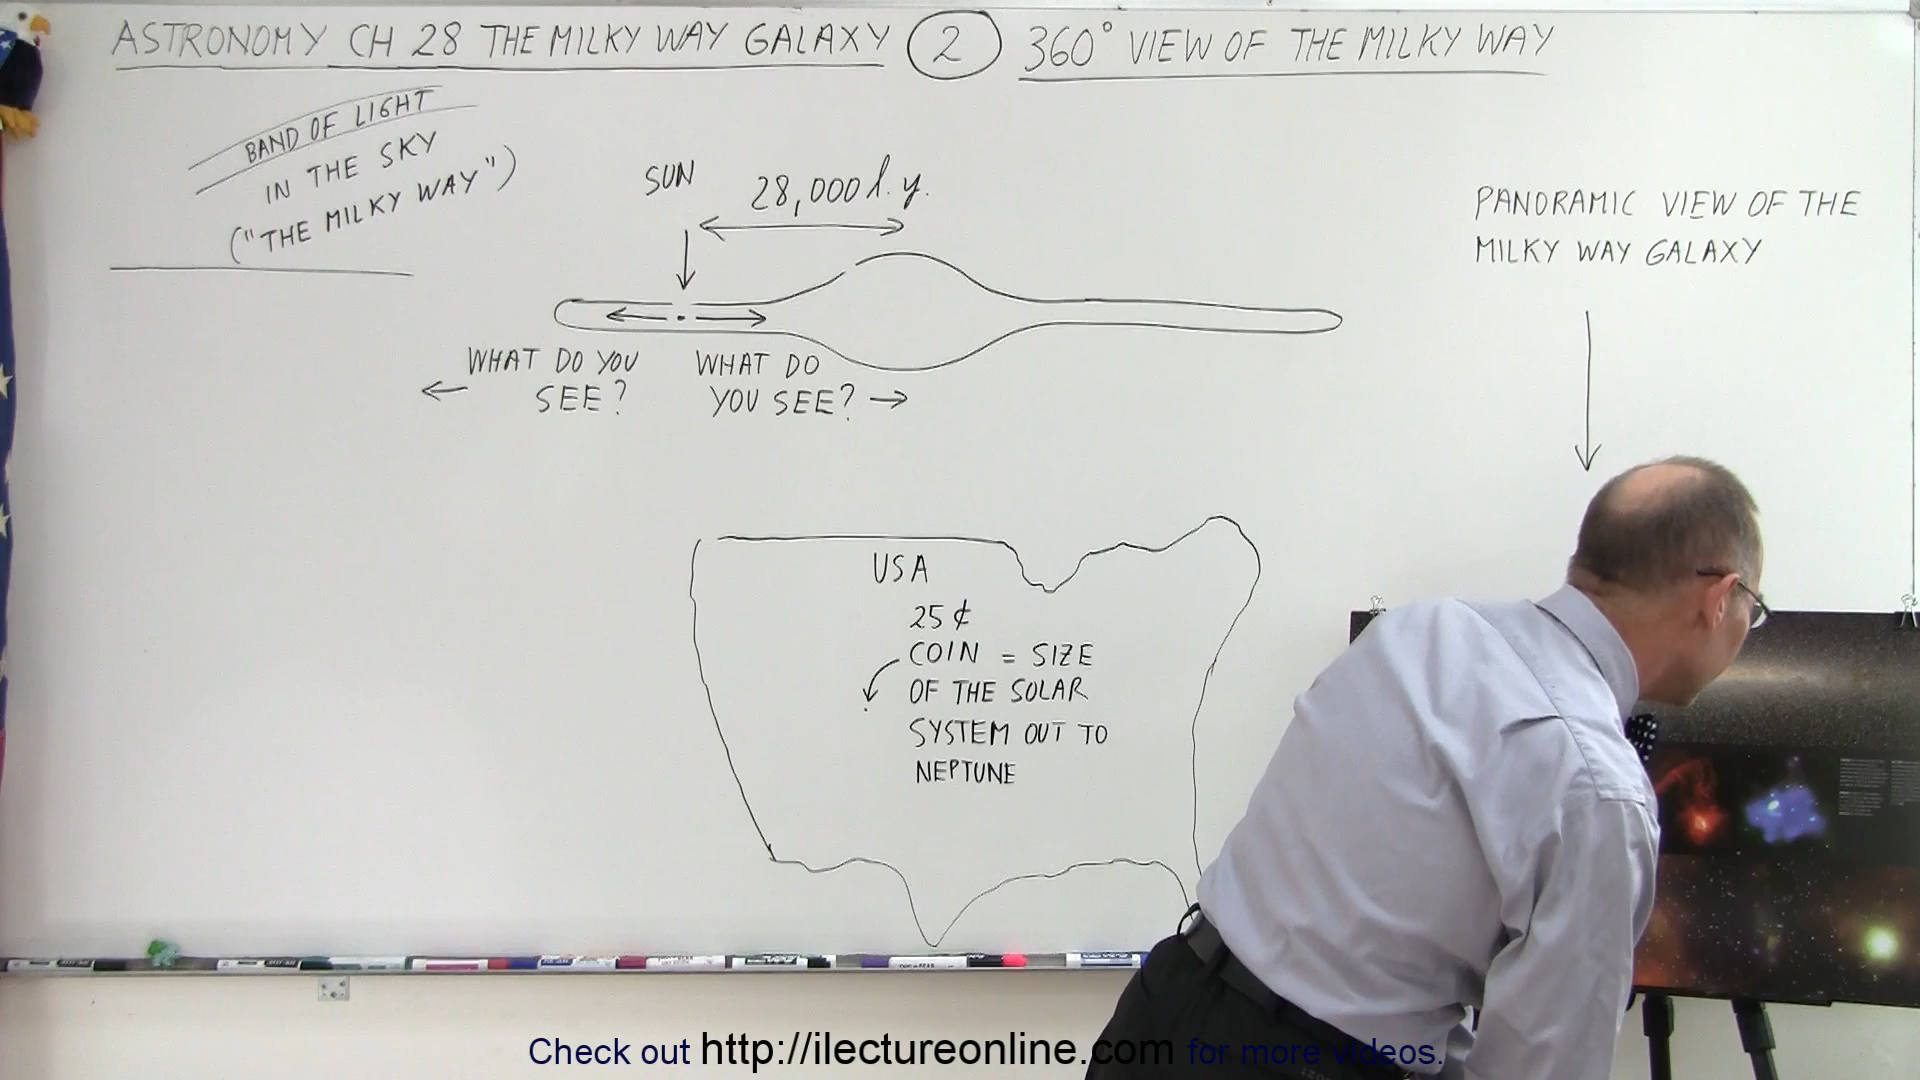 ASTRONOMY CH 28 THE MILKY WAY GALAXY 2 360° VIEW OF THE MILKY WAY
BAND OF LIGHT
IN THE SKY
("THE MILKY WAY")
SUN
28,000 l.y.
WHAT DO YOU
SEE?
WHAT DO
YOU SEE?
PANORAMIC VIEW OF THE
MILKY WAY GALAXY
USA
25¢
COIN = SIZE
OF THE SOLAR
SYSTEM OUT TO
NEPTUNE
Check out http://ilectureonline.com for more videos.